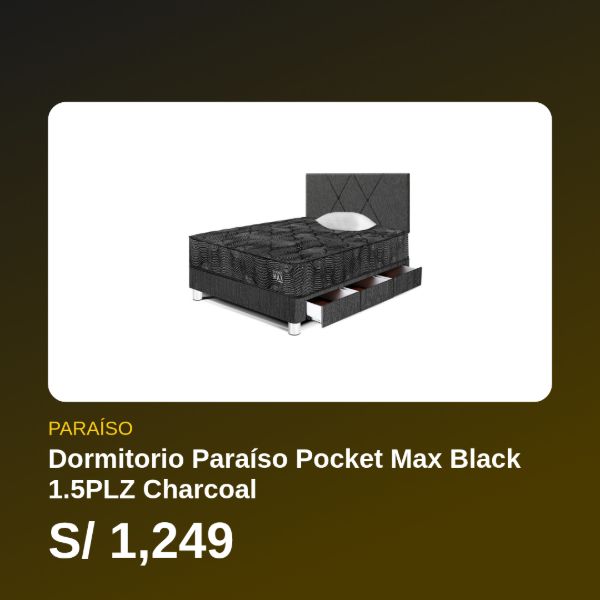 PARAÍSO
Dormitorio Paraíso Pocket Max Black
1.5PLZ Charcoal
S/ 1,249